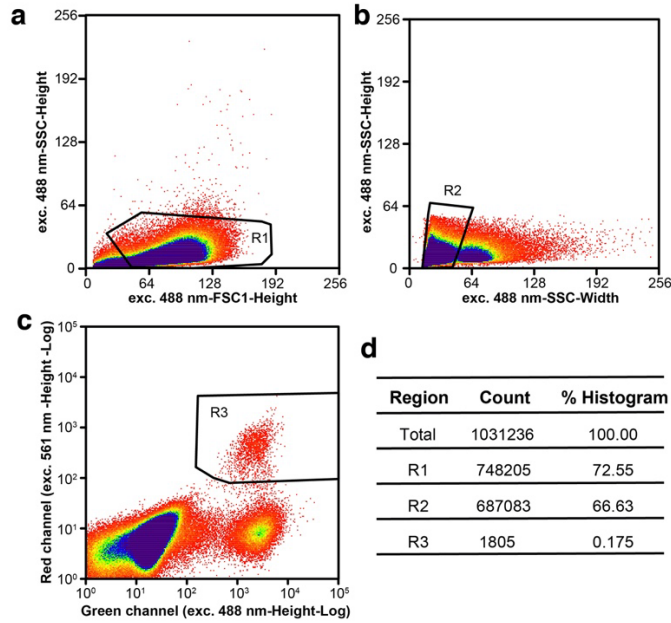 a
256
192
128
64
0
exc. 488 nm-SSC-Height
R1
0 64 128 192 256
exc. 488 nm-FSC1-Height
b
256
192
128
64
0
exc. 488 nm-SSC-Height
R2
0 64 128 192 256
exc. 488 nm-SSC-Width
c
10⁵
10⁴
10³
10²
10¹
10⁰
Red channel (exc. 561 nm -Height -Log)
R3
10⁰ 10¹ 10² 10³ 10⁴ 10⁵
Green channel (exc. 488 nm-Height-Log)
d
Region Count % Histogram
Total 1031236 100.00
R1 748205 72.55
R2 687083 66.63
R3 1805 0.175